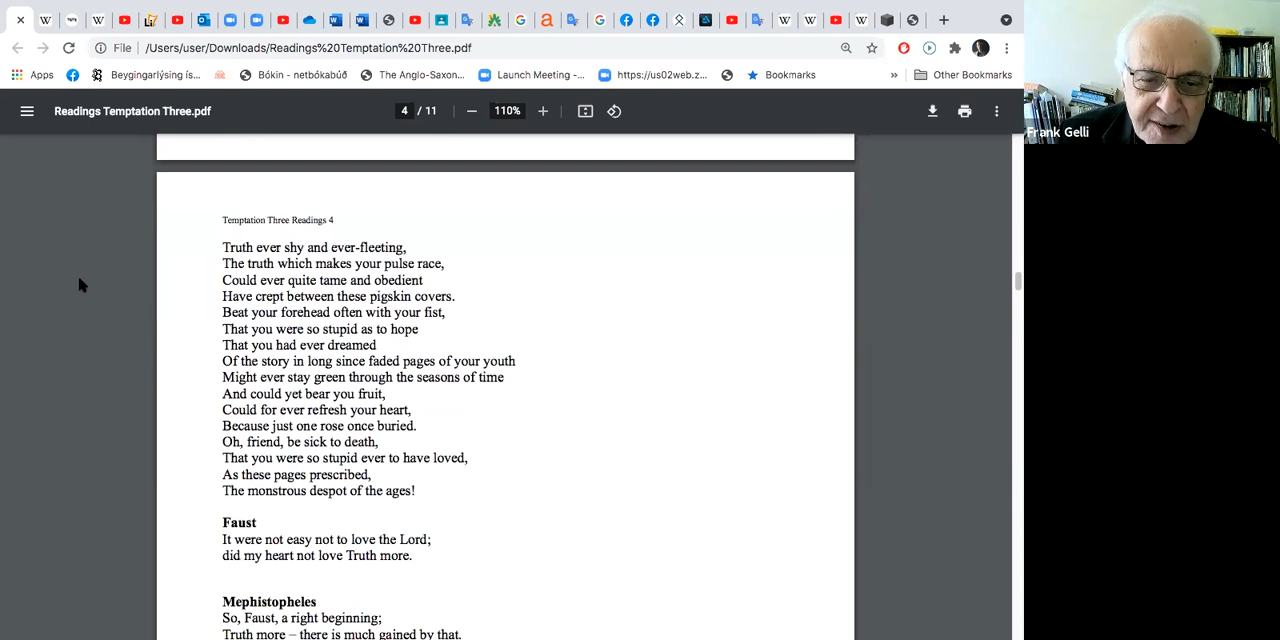 File
/Users/user/Downloads/Readings%20Temptation%20Three.pdf
Apps
Beygingarlýsing ís...
Bókin - netbókabúð
The Anglo-Saxon...
Launch Meeting -...
https://us02web.z...
Bookmarks
»
Other Bookmarks
Readings Temptation Three.pdf
4 / 11
110%
Frank Gelli
Temptation Three Readings 4
Truth ever shy and ever-fleeting,
The truth which makes your pulse race,
Could ever quite tame and obedient
Have crept between these pigskin covers.
Beat your forehead often with your fist,
That you were so stupid as to hope
That you had ever dreamed
Of the story in long since faded pages of your youth
Might ever stay green through the seasons of time
And could yet bear you fruit,
Could for ever refresh your heart,
Because just one rose once buried.
Oh, friend, be sick to death,
That you were so stupid ever to have loved,
As these pages prescribed,
The monstrous despot of the ages!
Faust
It were not easy not to love the Lord;
did my heart not love Truth more.
Mephistopheles
So, Faust, a right beginning;
Truth more – there is much gained by that.